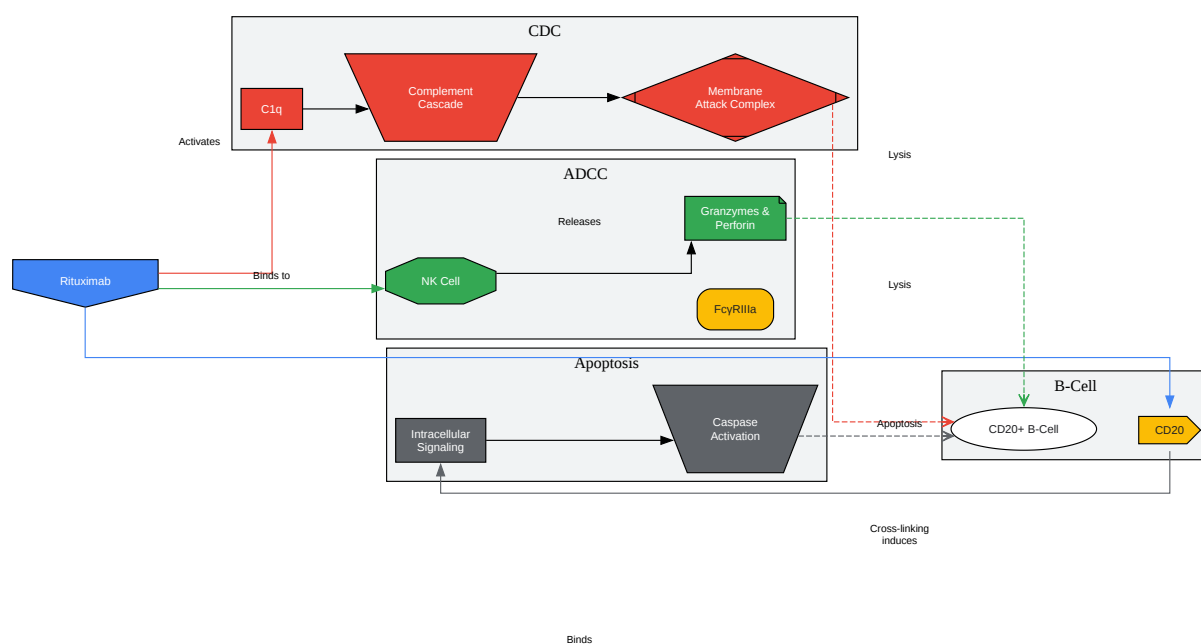 CDC
C1q
Complement
Cascade
Membrane
Attack Complex
Activates
Lysis
ADCC
Releases
Granzymes &
Perforin
Rituximab
Binds to
NK Cell
Lysis
FcγRIIIa
Apoptosis
B-Cell
Intracellular
Signaling
Caspase
Activation
Apoptosis
CD20+ B-Cell
CD20
Cross-linking
induces
Binds